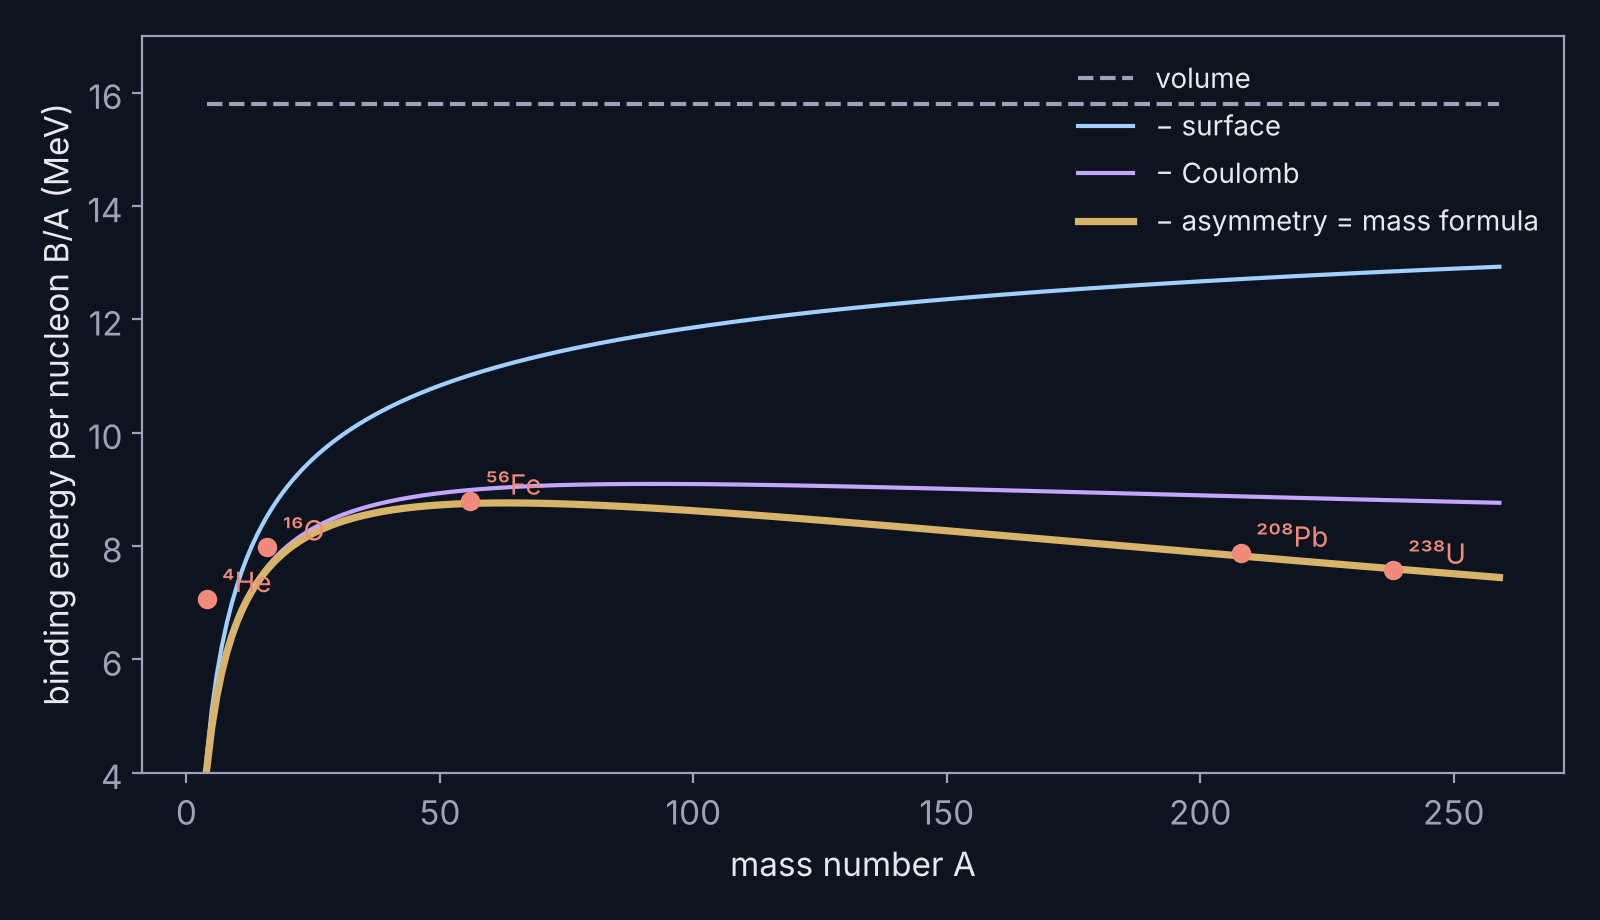 binding energy per nucleon B/A (MeV)
16
14
12
10
8
6
4
volume
– surface
– Coulomb
– asymmetry = mass formula
⁴He
¹⁶O
⁵⁶Fe
²⁰⁸Pb
²³⁸U
0 50 100 150 200 250
mass number A